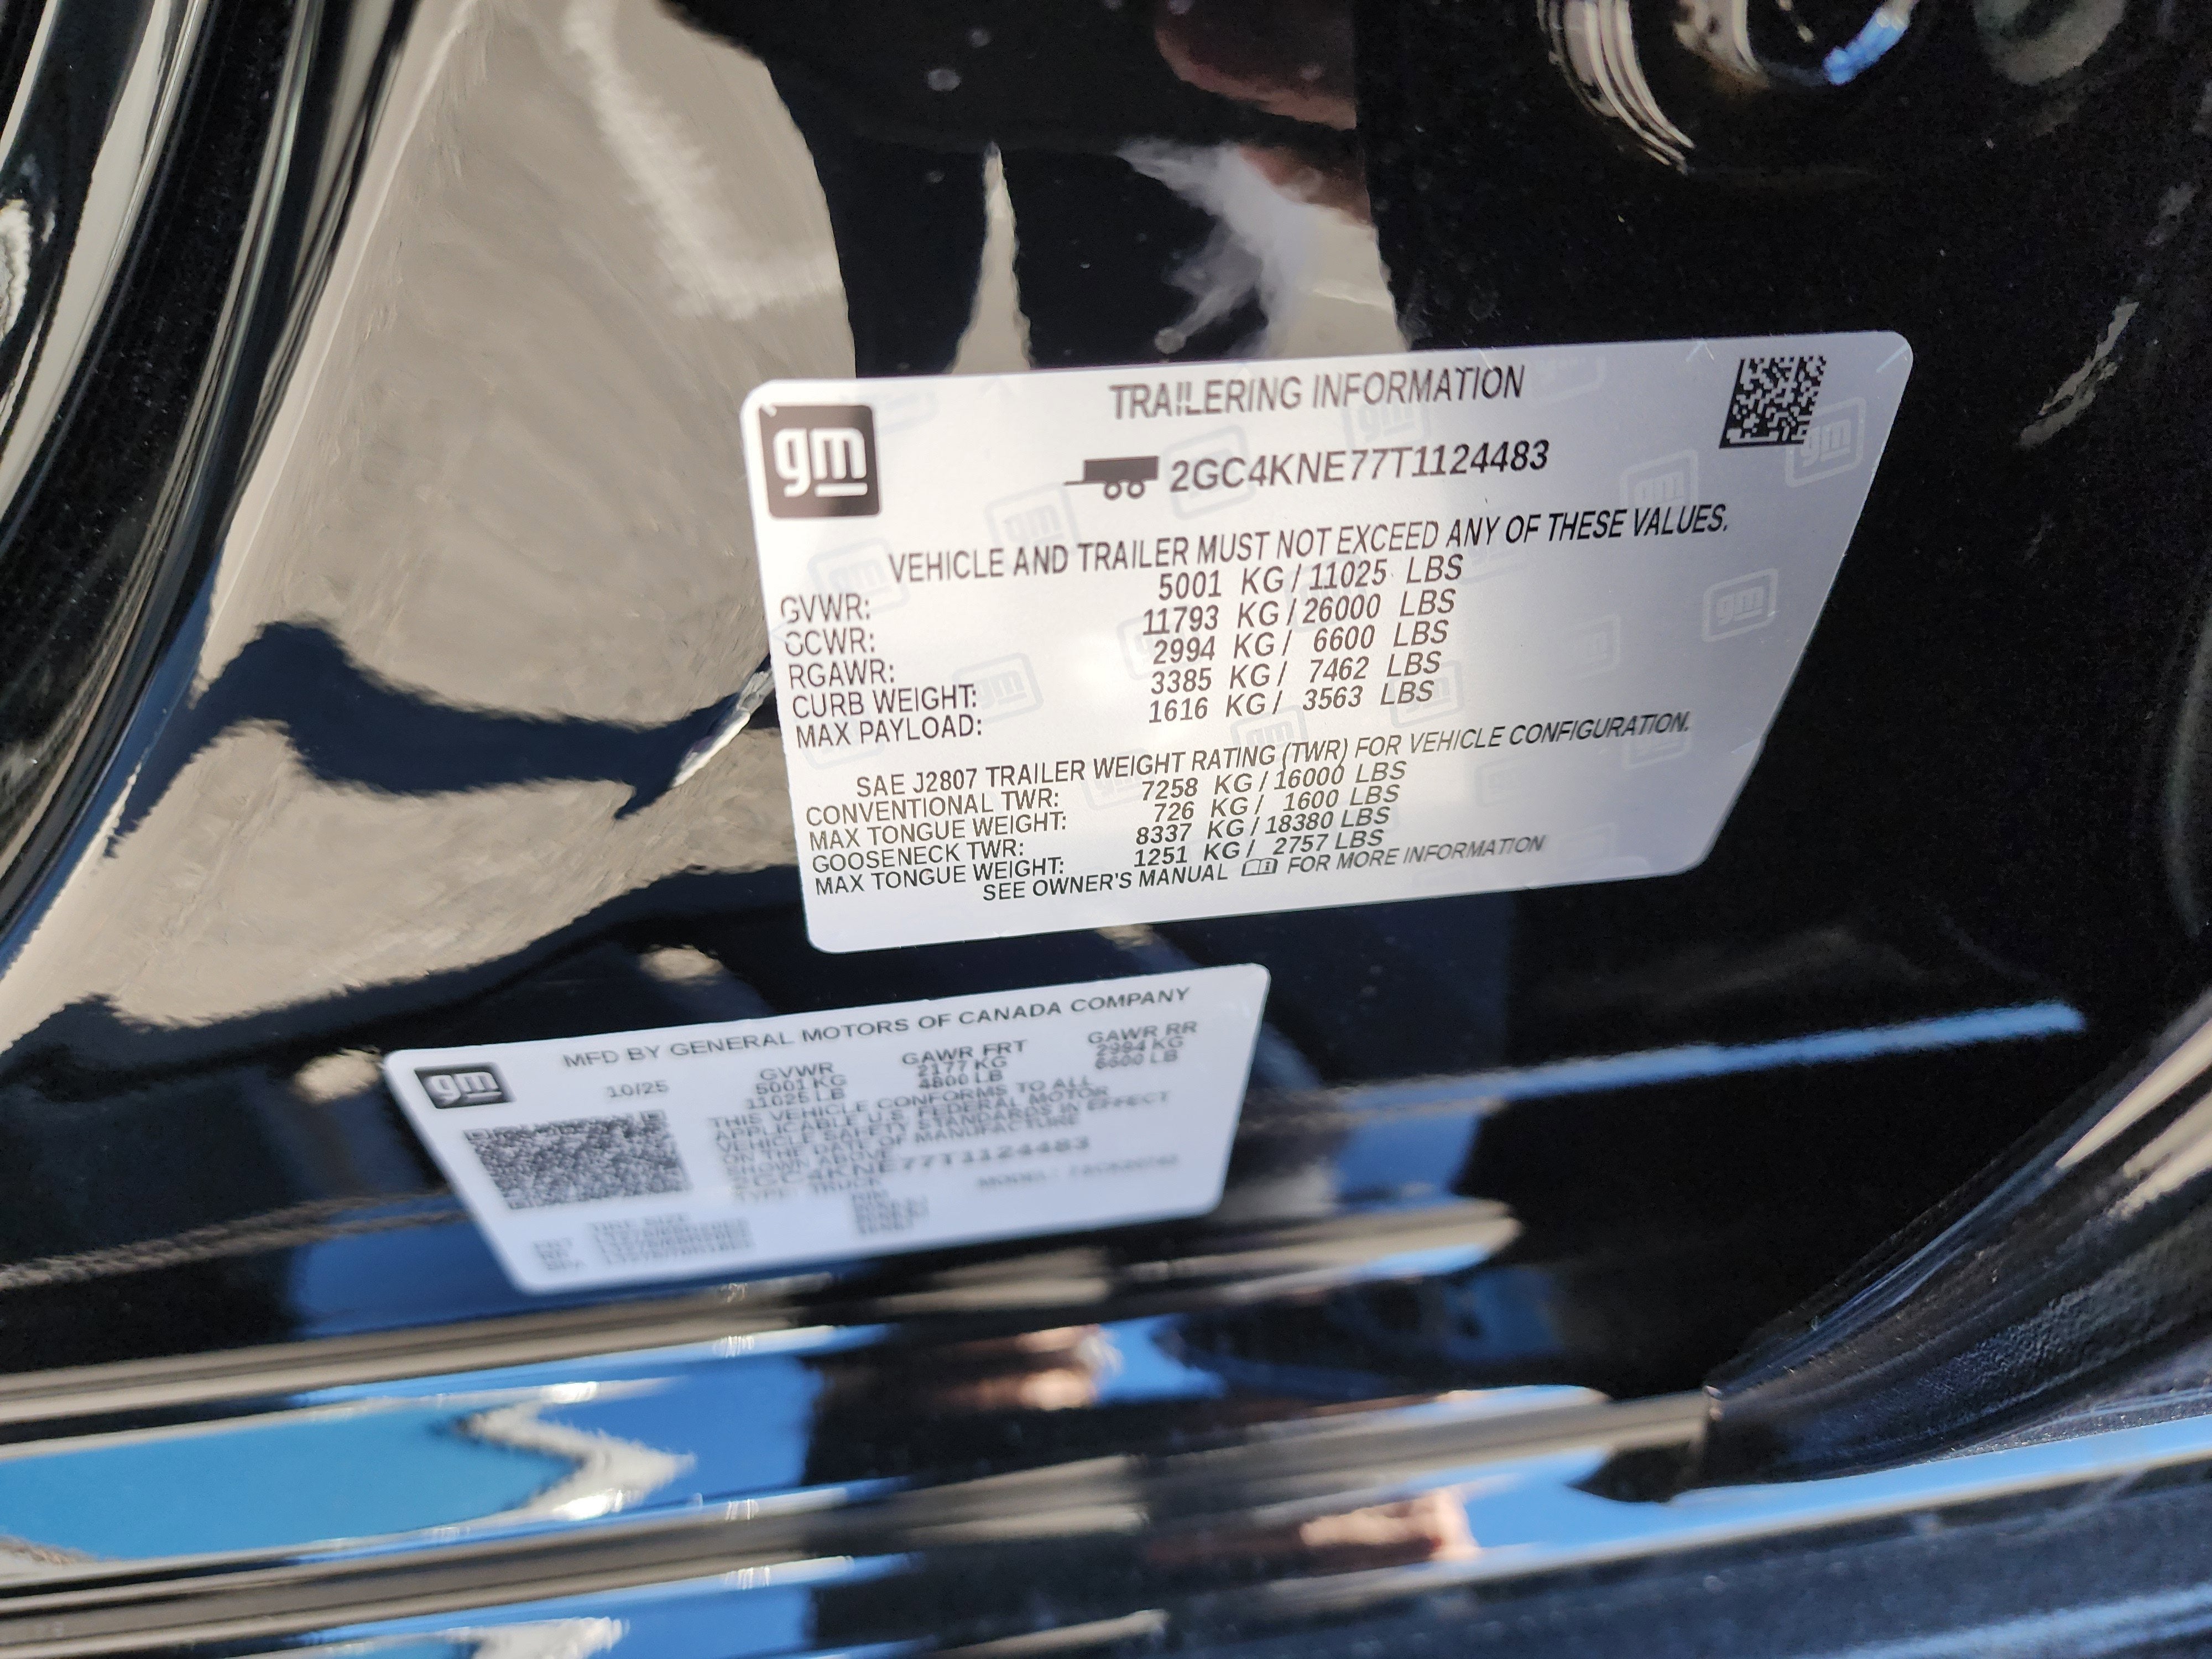 gm
TRAILERING INFORMATION
2GC4KNE77T1124483
VEHICLE AND TRAILER MUST NOT EXCEED ANY OF THESE VALUES.
GVWR: 5001 KG / 11025 LBS
GCWR: 11793 KG / 26000 LBS
RGAWR: 2994 KG / 6600 LBS
CURB WEIGHT: 3385 KG / 7462 LBS
MAX PAYLOAD: 1616 KG / 3563 LBS
SAE J2807 TRAILER WEIGHT RATING (TWR) FOR VEHICLE CONFIGURATION.
CONVENTIONAL TWR: 7258 KG / 16000 LBS
MAX TONGUE WEIGHT: 726 KG / 1600 LBS
GOOSENECK TWR: 8337 KG / 18380 LBS
MAX TONGUE WEIGHT: 1251 KG / 2757 LBS
SEE OWNER'S MANUAL FOR MORE INFORMATION
gm
MFD BY GENERAL MOTORS OF CANADA COMPANY
10/25 GVWR GAWR FRT GAWR RR
5001 KG 2177 KG 2994 KG
11025 LB 4800 LB 6600 LB
THIS VEHICLE CONFORMS TO ALL
APPLICABLE U.S. FEDERAL MOTOR
VEHICLE SAFETY STANDARDS IN EFFECT
ON THE DATE OF MANUFACTURE
SHOWN ABOVE
2GC4KNE77T1124483
TYPE: TRUCK MODEL:
TIRE SIZE RIM